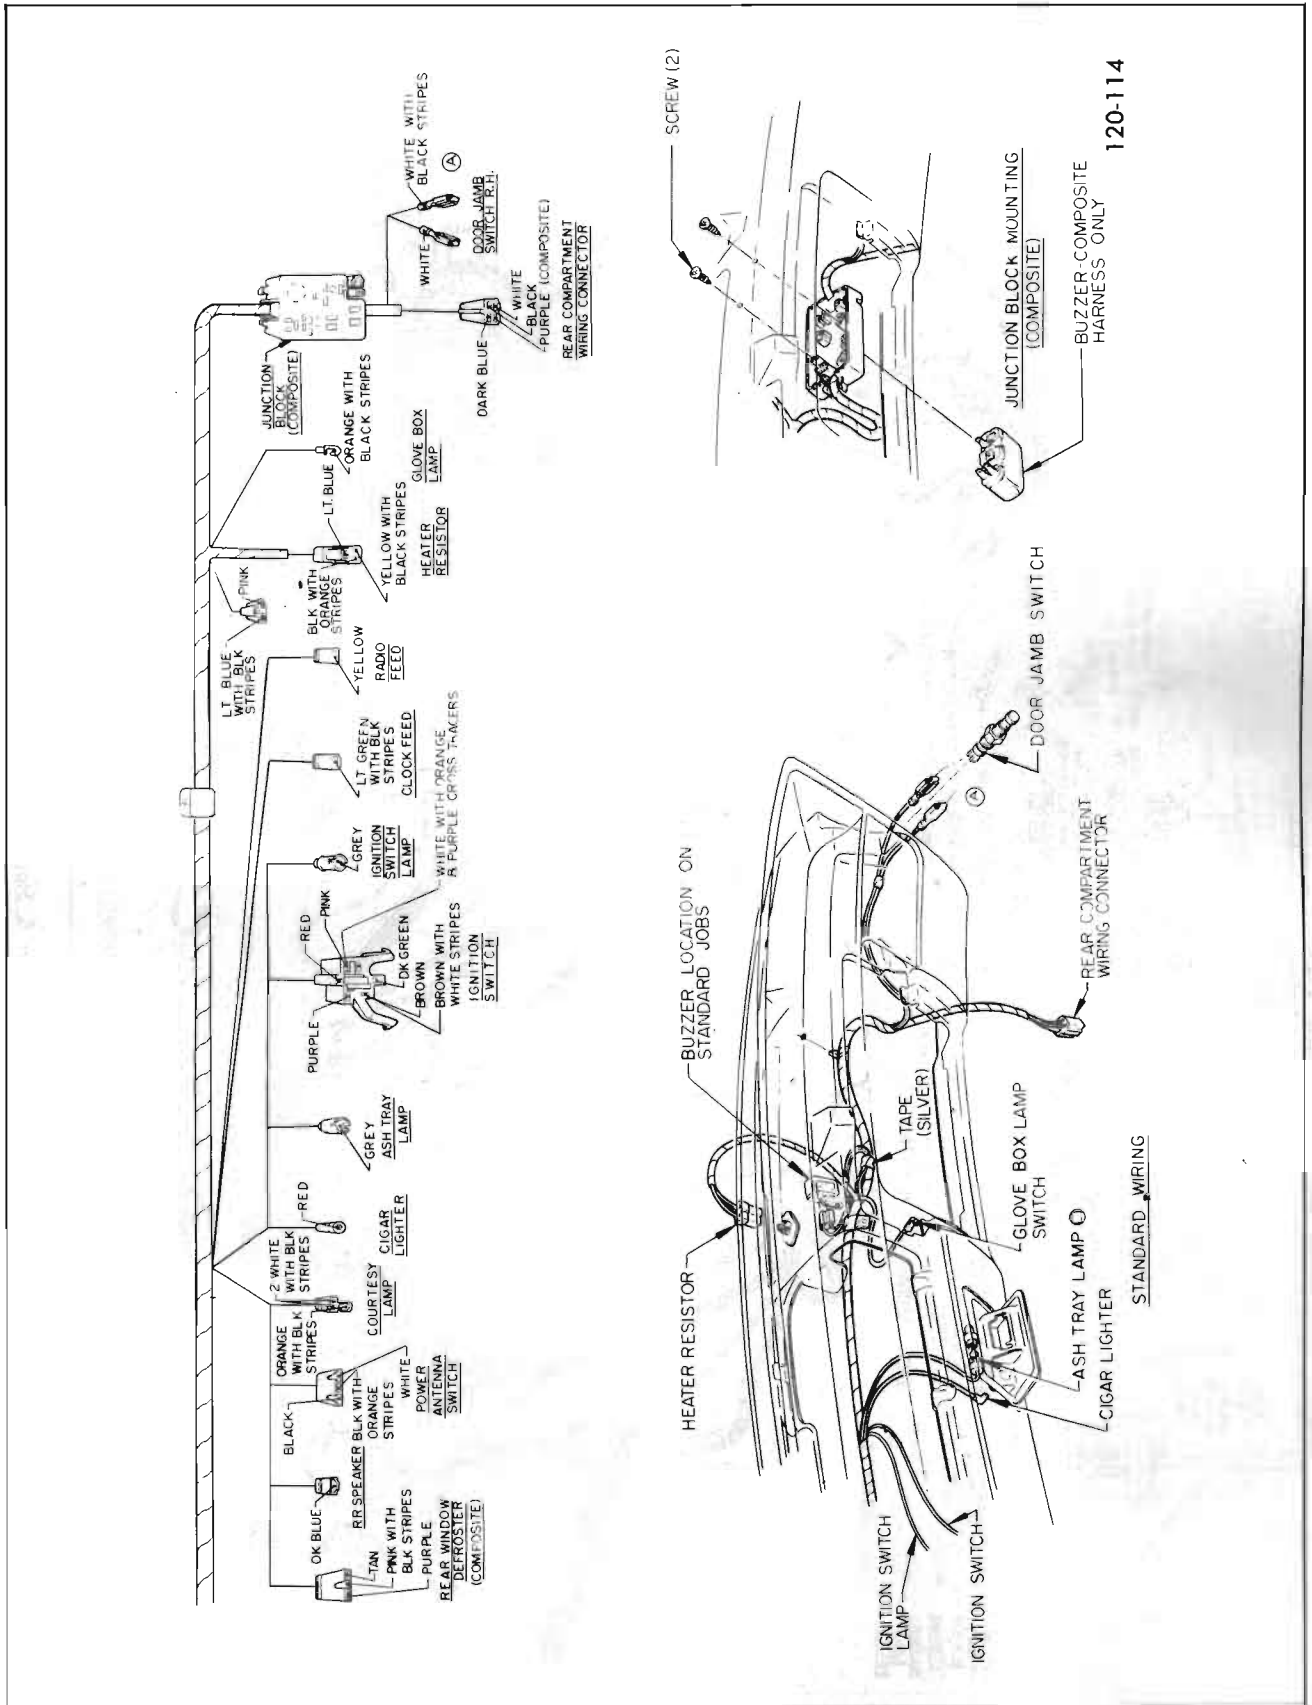 DK BLUE
TAN
PINK WITH
BLK STRIPES
PURPLE
REAR WINDOW
DEFROSTER
(COMPOSITE)
RR SPEAKER
BLACK
BLK WITH
ORANGE
STRIPES
WHITE
POWER
ANTENNA
SWITCH
ORANGE
WITH BLK
STRIPES
2 WHITE
WITH BLK
STRIPES
COURTESY
LAMP
RED
CIGAR
LIGHTER
GREY
ASH TRAY
LAMP
PURPLE
RED
PINK
WHITE WITH ORANGE
& PURPLE CROSS TRACERS
DK GREEN
BROWN
BROWN WITH
WHITE STRIPES
IGNITION
SWITCH
GREY
IGNITION
SWITCH
LAMP
LT GREEN
WITH BLK
STRIPES
CLOCK FEED
YELLOW
RADIO
FEED
LT BLUE
WITH BLK
STRIPES
PINK
BLK WITH
ORANGE
STRIPES
LT. BLUE
YELLOW WITH
BLACK STRIPES
HEATER
RESISTOR
ORANGE WITH
BLACK STRIPES
GLOVE BOX
LAMP
JUNCTION
BLOCK
(COMPOSITE)
DARK BLUE
WHITE
BLACK
PURPLE (COMPOSITE)
REAR COMPARTMENT
WIRING CONNECTOR
WHITE
WHITE WITH
BLACK STRIPES
A
DOOR JAMB
SWITCH R.H.
IGNITION SWITCH
LAMP
IGNITION SWITCH
HEATER RESISTOR
BUZZER LOCATION ON
STANDARD JOBS
TAPE
(SILVER)
GLOVE BOX LAMP
SWITCH
ASH TRAY LAMP
CIGAR LIGHTER
STANDARD WIRING
REAR COMPARTMENT
WIRING CONNECTOR
A
DOOR JAMB SWITCH
SCREW (2)
JUNCTION BLOCK MOUNTING
(COMPOSITE)
BUZZER-COMPOSITE
HARNESS ONLY
120-114